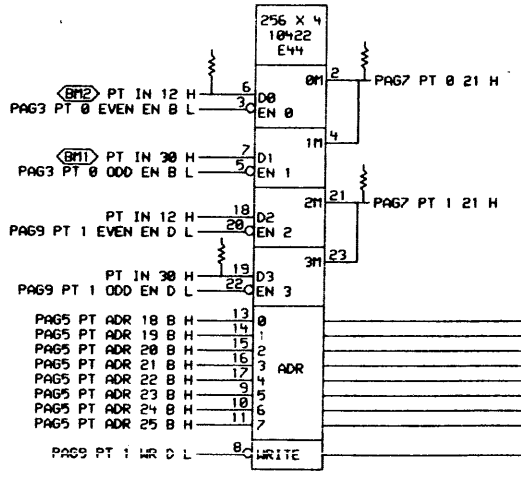 256 X 4
10422
E44
0M 2 PAG7 PT 0 21 H
BM2 PT IN 12 H 6 D0
PAG3 PT 0 EVEN EN B L 3 EN 0
1M 4
BM1 PT IN 30 H 7 D1
PAG3 PT 0 ODD EN B L 5 EN 1
2M 21 PAG7 PT 1 21 H
PT IN 12 H 18 D2
PAG9 PT 1 EVEN EN D L 20 EN 2
3M 23
PT IN 30 H 19 D3
PAG9 PT 1 ODD EN D L 22 EN 3
PAG5 PT ADR 18 B H 13 0
PAG5 PT ADR 19 B H 14 1
PAG5 PT ADR 20 B H 15 2
PAG5 PT ADR 21 B H 16 3 ADR
PAG5 PT ADR 22 B H 17 4
PAG5 PT ADR 23 B H 9 5
PAG5 PT ADR 24 B H 10 6
PAG5 PT ADR 25 B H 11 7
PAG9 PT 1 WR D L 8 WRITE